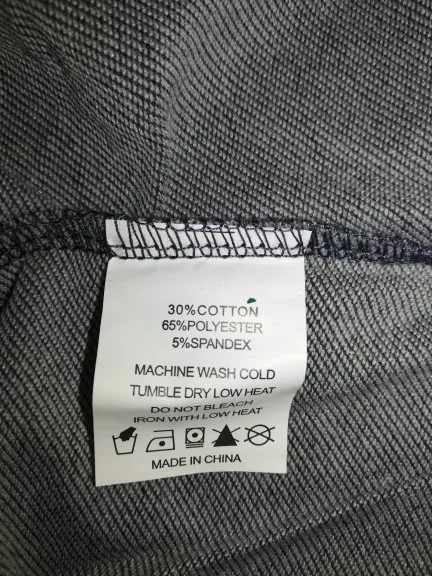 30%COTTON
65%POLYESTER
5%SPANDEX
MACHINE WASH COLD
TUMBLE DRY LOW HEAT
DO NOT BLEACH
IRON WITH LOW HEAT
MADE IN CHINA